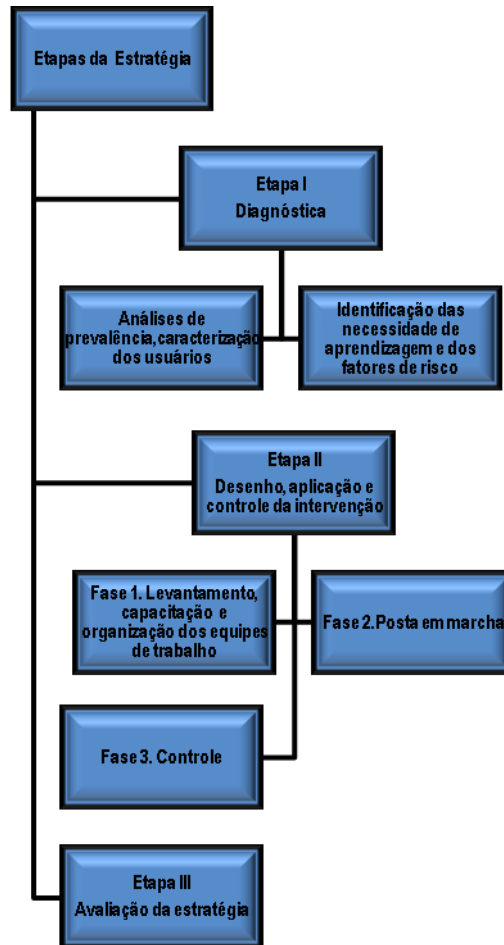 Etapas da Estratégia
Etapa I
Diagnóstica
Análises de
prevalência,caracterização
dos usuários
Identificação das
necessidade de
aprendizagem e dos
fatores de risco
Etapa II
Desenho, aplicação e
controle da intervenção
Fase 1. Levantamento,
capacitação e
organização dos equipes
de trabalho
Fase 2.Posta em marcha
Fase 3. Controle
Etapa III
Avaliação da estratégia